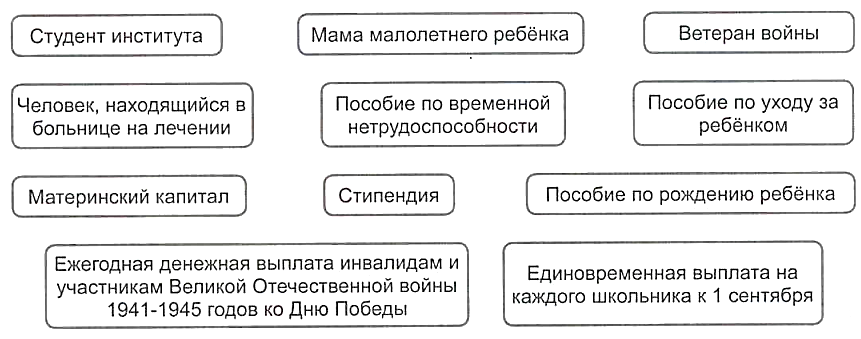 Студент института
Мама малолетнего ребёнка
Ветеран войны
Человек, находящийся в
больнице на лечении
Пособие по временной
нетрудоспособности
Пособие по уходу за
ребёнком
Материнский капитал
Стипендия
Пособие по рождению ребёнка
Ежегодная денежная выплата инвалидам и
участникам Великой Отечественной войны
1941-1945 годов ко Дню Победы
Единовременная выплата на
каждого школьника к 1 сентября